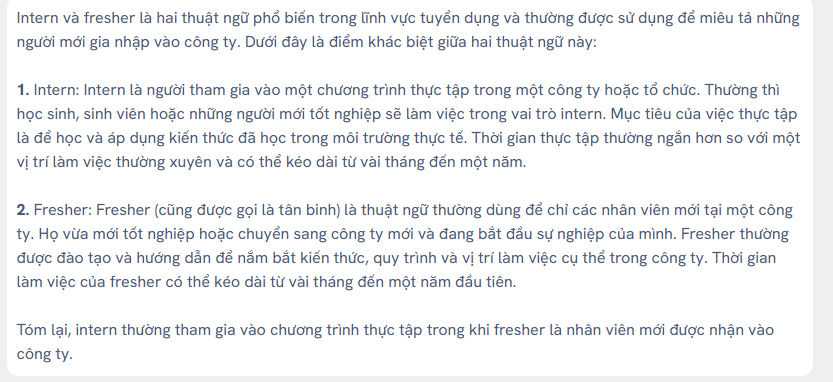 Intern và fresher là hai thuật ngữ phổ biến trong lĩnh vực tuyển dụng và thường được sử dụng để miêu tả những
người mới gia nhập vào công ty. Dưới đây là điểm khác biệt giữa hai thuật ngữ này:
1. Intern: Intern là người tham gia vào một chương trình thực tập trong một công ty hoặc tổ chức. Thường thì
học sinh, sinh viên hoặc những người mới tốt nghiệp sẽ làm việc trong vai trò intern. Mục tiêu của việc thực tập
là để học và áp dụng kiến thức đã học trong môi trường thực tế. Thời gian thực tập thường ngắn hơn so với một
vị trí làm việc thường xuyên và có thể kéo dài từ vài tháng đến một năm.
2. Fresher: Fresher (cũng được gọi là tân binh) là thuật ngữ thường dùng để chỉ các nhân viên mới tại một công
ty. Họ vừa mới tốt nghiệp hoặc chuyển sang công ty mới và đang bắt đầu sự nghiệp của mình. Fresher thường
được đào tạo và hướng dẫn để nắm bắt kiến thức, quy trình và vị trí làm việc cụ thể trong công ty. Thời gian
làm việc của fresher có thể kéo dài từ vài tháng đến một năm đầu tiên.
Tóm lại, intern thường tham gia vào chương trình thực tập trong khi fresher là nhân viên mới được nhận vào
công ty.